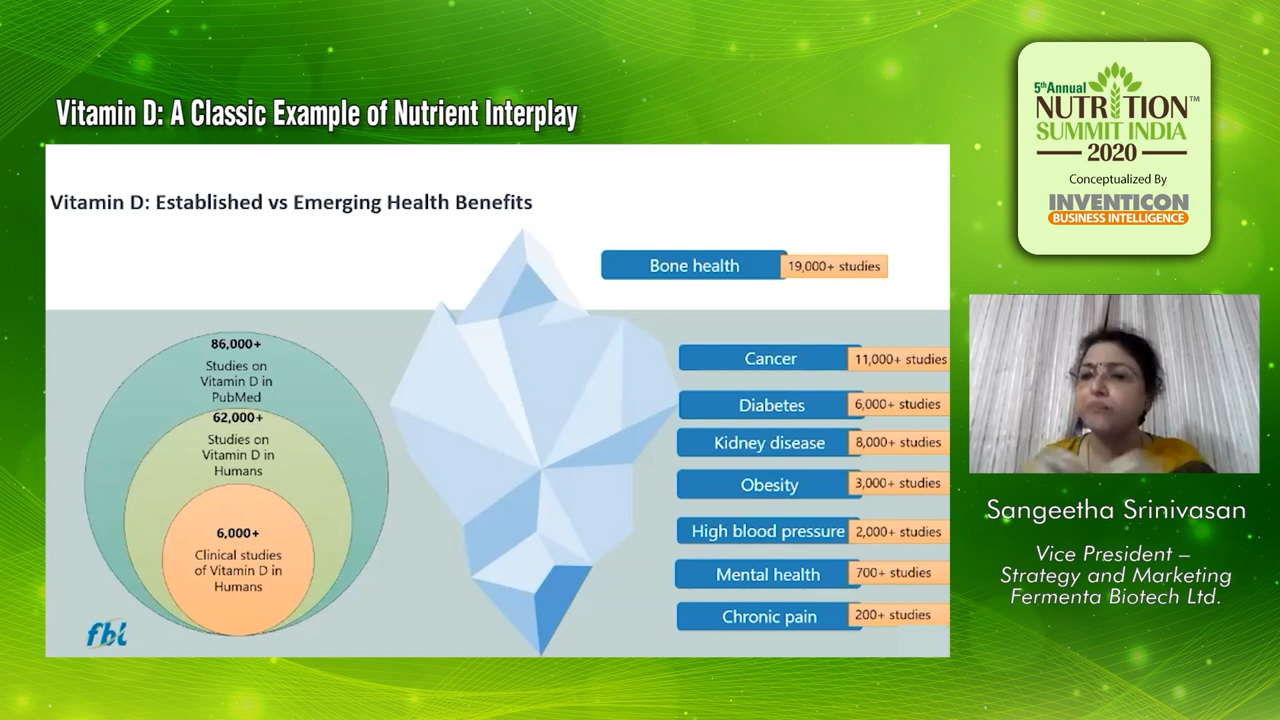 Vitamin D: A Classic Example of Nutrient Interplay
Vitamin D: Established vs Emerging Health Benefits
Bone health
19,000+ studies
86,000+
Studies on
Vitamin D in
PubMed
62,000+
Studies on
Vitamin D in
Humans
6,000+
Clinical studies
of Vitamin D in
Humans
Cancer
11,000+ studies
Diabetes
6,000+ studies
Kidney disease
8,000+ studies
Obesity
3,000+ studies
High blood pressure
2,000+ studies
Mental health
700+ studies
Chronic pain
200+ studies
fbl
5th Annual
NUTRITION™
SUMMIT INDIA
2020
Conceptualized By
INVENTICON
BUSINESS INTELLIGENCE
Sangeetha Srinivasan
Vice President –
Strategy and Marketing
Fermenta Biotech Ltd.